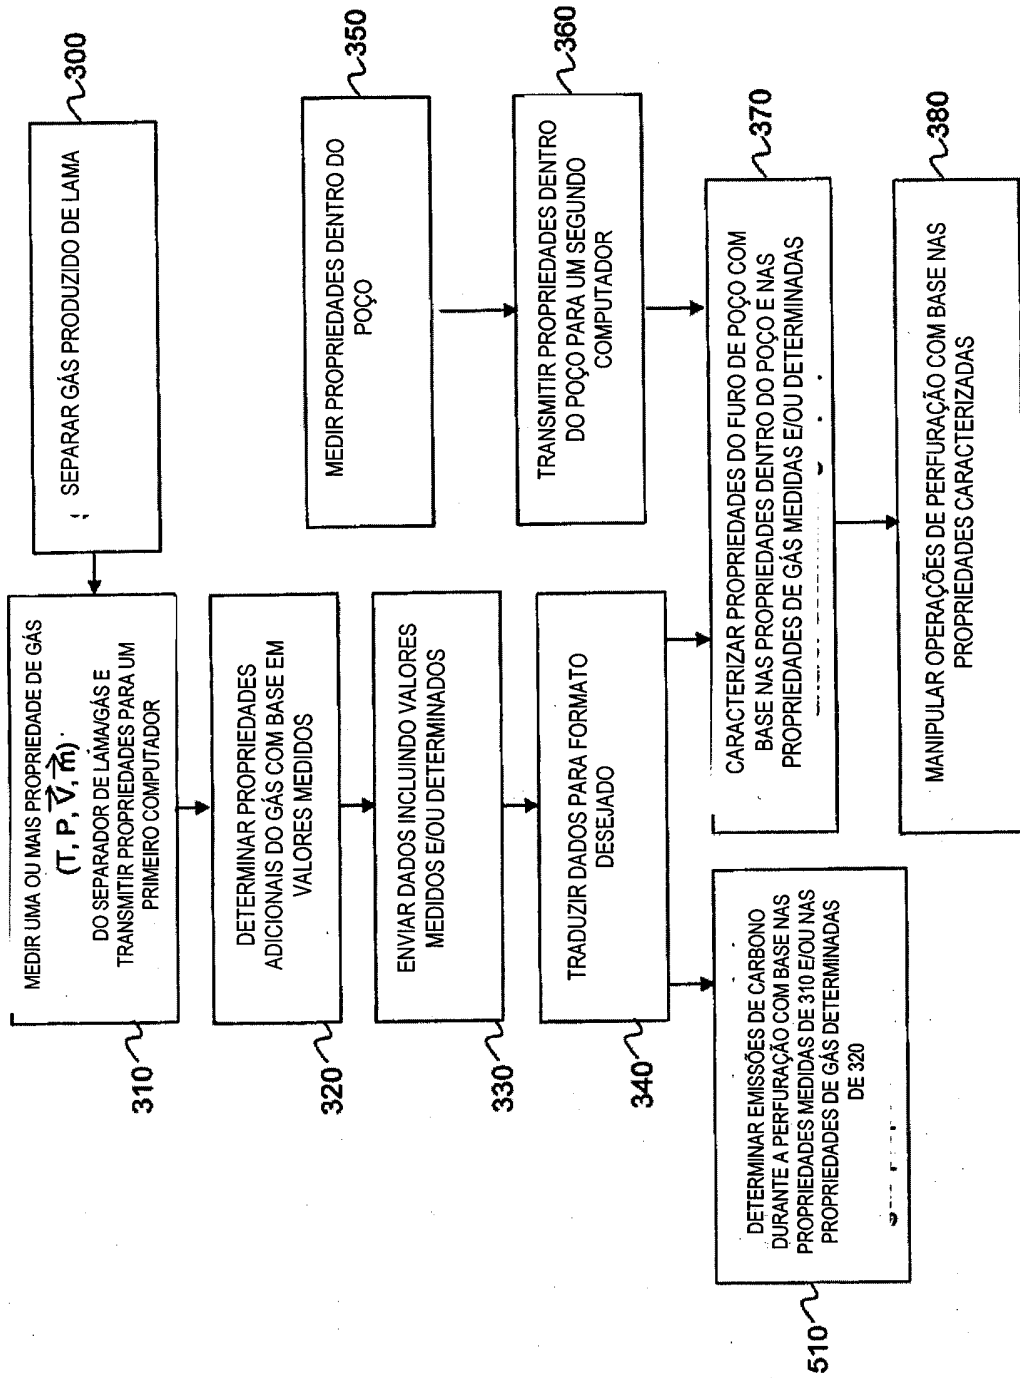 SEPARAR GÁS PRODUZIDO DE LAMA
300
MEDIR UMA OU MAIS PROPRIEDADE DE GÁS
(T, P, V, m)
DO SEPARADOR DE LAMA/GÁS E
TRANSMITIR PROPRIEDADES PARA UM
PRIMEIRO COMPUTADOR
310
DETERMINAR PROPRIEDADES
ADICIONAIS DO GÁS COM BASE EM
VALORES MEDIDOS
320
ENVIAR DADOS INCLUINDO VALORES
MEDIDOS E/OU DETERMINADOS
330
TRADUZIR DADOS PARA FORMATO
DESEJADO
340
MEDIR PROPRIEDADES DENTRO DO
POÇO
350
TRANSMITIR PROPRIEDADES DENTRO
DO POÇO PARA UM SEGUNDO
COMPUTADOR
360
CARACTERIZAR PROPRIEDADES DO FURO DE POÇO COM
BASE NAS PROPRIEDADES DENTRO DO POÇO E NAS
PROPRIEDADES DE GÁS MEDIDAS E/OU DETERMINADAS
370
MANIPULAR OPERAÇÕES DE PERFURAÇÃO COM BASE NAS
PROPRIEDADES CARACTERIZADAS
380
DETERMINAR EMISSÕES DE CARBONO
DURANTE A PERFURAÇÃO COM BASE NAS
PROPRIEDADES MEDIDAS DE 310 E/OU NAS
PROPRIEDADES DE GÁS DETERMINADAS
DE 320
510